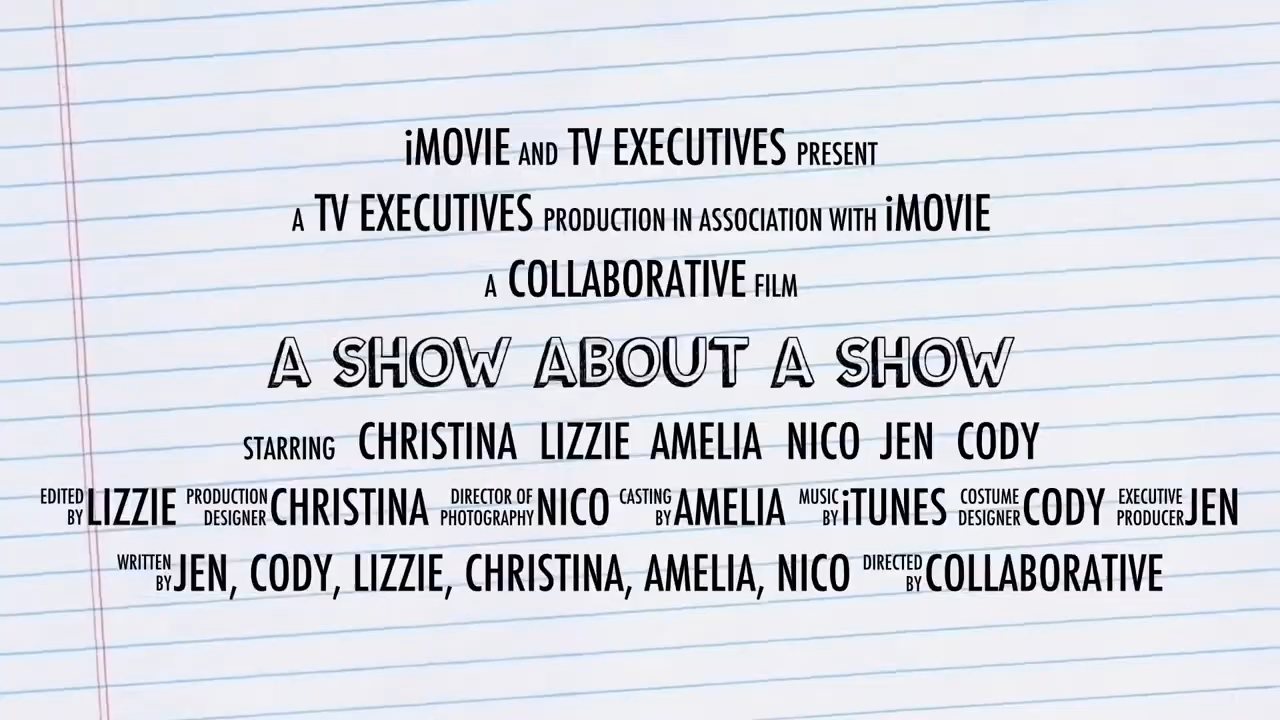 iMOVIE AND TV EXECUTIVES PRESENT
A TV EXECUTIVES PRODUCTION IN ASSOCIATION WITH iMOVIE
A COLLABORATIVE FILM
A SHOW ABOUT A SHOW
STARRING CHRISTINA LIZZIE AMELIA NICO JEN CODY
EDITED BY LIZZIE PRODUCTION DESIGNER CHRISTINA DIRECTOR OF PHOTOGRAPHY NICO CASTING BY AMELIA MUSIC BY iTUNES COSTUME DESIGNER CODY EXECUTIVE PRODUCER JEN
WRITTEN BY JEN, CODY, LIZZIE, CHRISTINA, AMELIA, NICO DIRECTED BY COLLABORATIVE